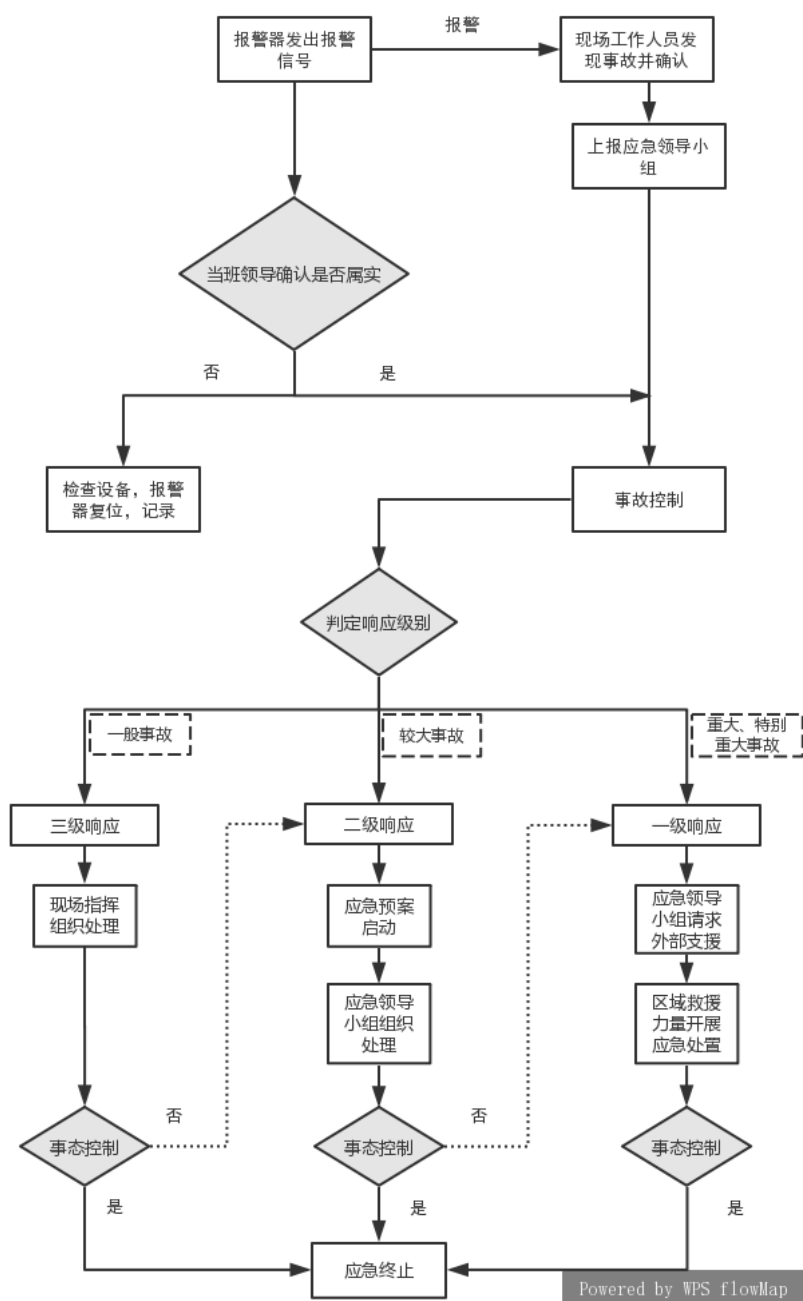 报警器发出报警
信号
报警
现场工作人员发
现事故并确认
上报应急领导小
组
当班领导确认是否属实
否
是
检查设备，报警
器复位，记录
事故控制
判定响应级别
一般事故
较大事故
重大、特别
重大事故
三级响应
二级响应
一级响应
现场指挥
组织处理
应急预案
启动
应急领导
小组请求
外部支援
应急领导
小组组织
处理
区域救援
力量开展
应急处置
事态控制
否
事态控制
否
事态控制
是
是
是
应急终止
Powered by WPS flowMap